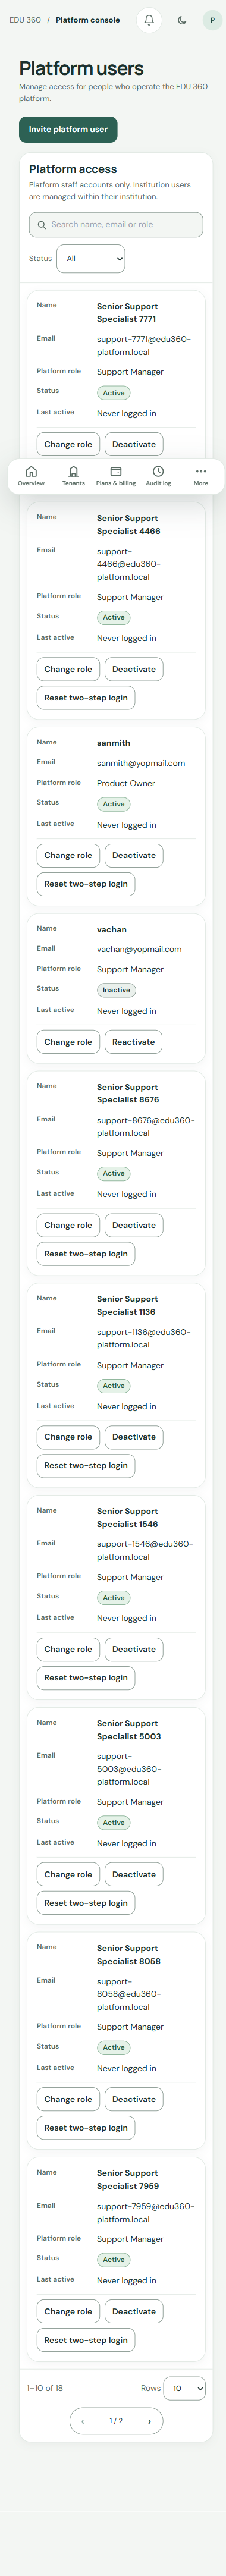 EDU 360 / Platform console
P
Platform users
Manage access for people who operate the EDU 360
platform.
Invite platform user
Platform access
Platform staff accounts only. Institution users
are managed within their institution.
Search name, email or role
Status All
Name Senior Support
Specialist 7771
Email support-7771@edu360-
platform.local
Platform role Support Manager
Status Active
Last active Never logged in
Change role Deactivate
Overview Tenants Plans & billing Audit log More
Name Senior Support
Specialist 4466
Email support-
4466@edu360-
platform.local
Platform role Support Manager
Status Active
Last active Never logged in
Change role Deactivate
Reset two-step login
Name sanmith
Email sanmith@yopmail.com
Platform role Product Owner
Status Active
Last active Never logged in
Change role Deactivate
Reset two-step login
Name vachan
Email vachan@yopmail.com
Platform role Support Manager
Status Inactive
Last active Never logged in
Change role Reactivate
Name Senior Support
Specialist 8676
Email support-8676@edu360-
platform.local
Platform role Support Manager
Status Active
Last active Never logged in
Change role Deactivate
Reset two-step login
Name Senior Support
Specialist 1136
Email support-1136@edu360-
platform.local
Platform role Support Manager
Status Active
Last active Never logged in
Change role Deactivate
Reset two-step login
Name Senior Support
Specialist 1546
Email support-1546@edu360-
platform.local
Platform role Support Manager
Status Active
Last active Never logged in
Change role Deactivate
Reset two-step login
Name Senior Support
Specialist 5003
Email support-
5003@edu360-
platform.local
Platform role Support Manager
Status Active
Last active Never logged in
Change role Deactivate
Reset two-step login
Name Senior Support
Specialist 8058
Email support-
8058@edu360-
platform.local
Platform role Support Manager
Status Active
Last active Never logged in
Change role Deactivate
Reset two-step login
Name Senior Support
Specialist 7959
Email support-7959@edu360-
platform.local
Platform role Support Manager
Status Active
Last active Never logged in
Change role Deactivate
Reset two-step login
1–10 of 18 Rows 10
‹ 1 / 2 ›